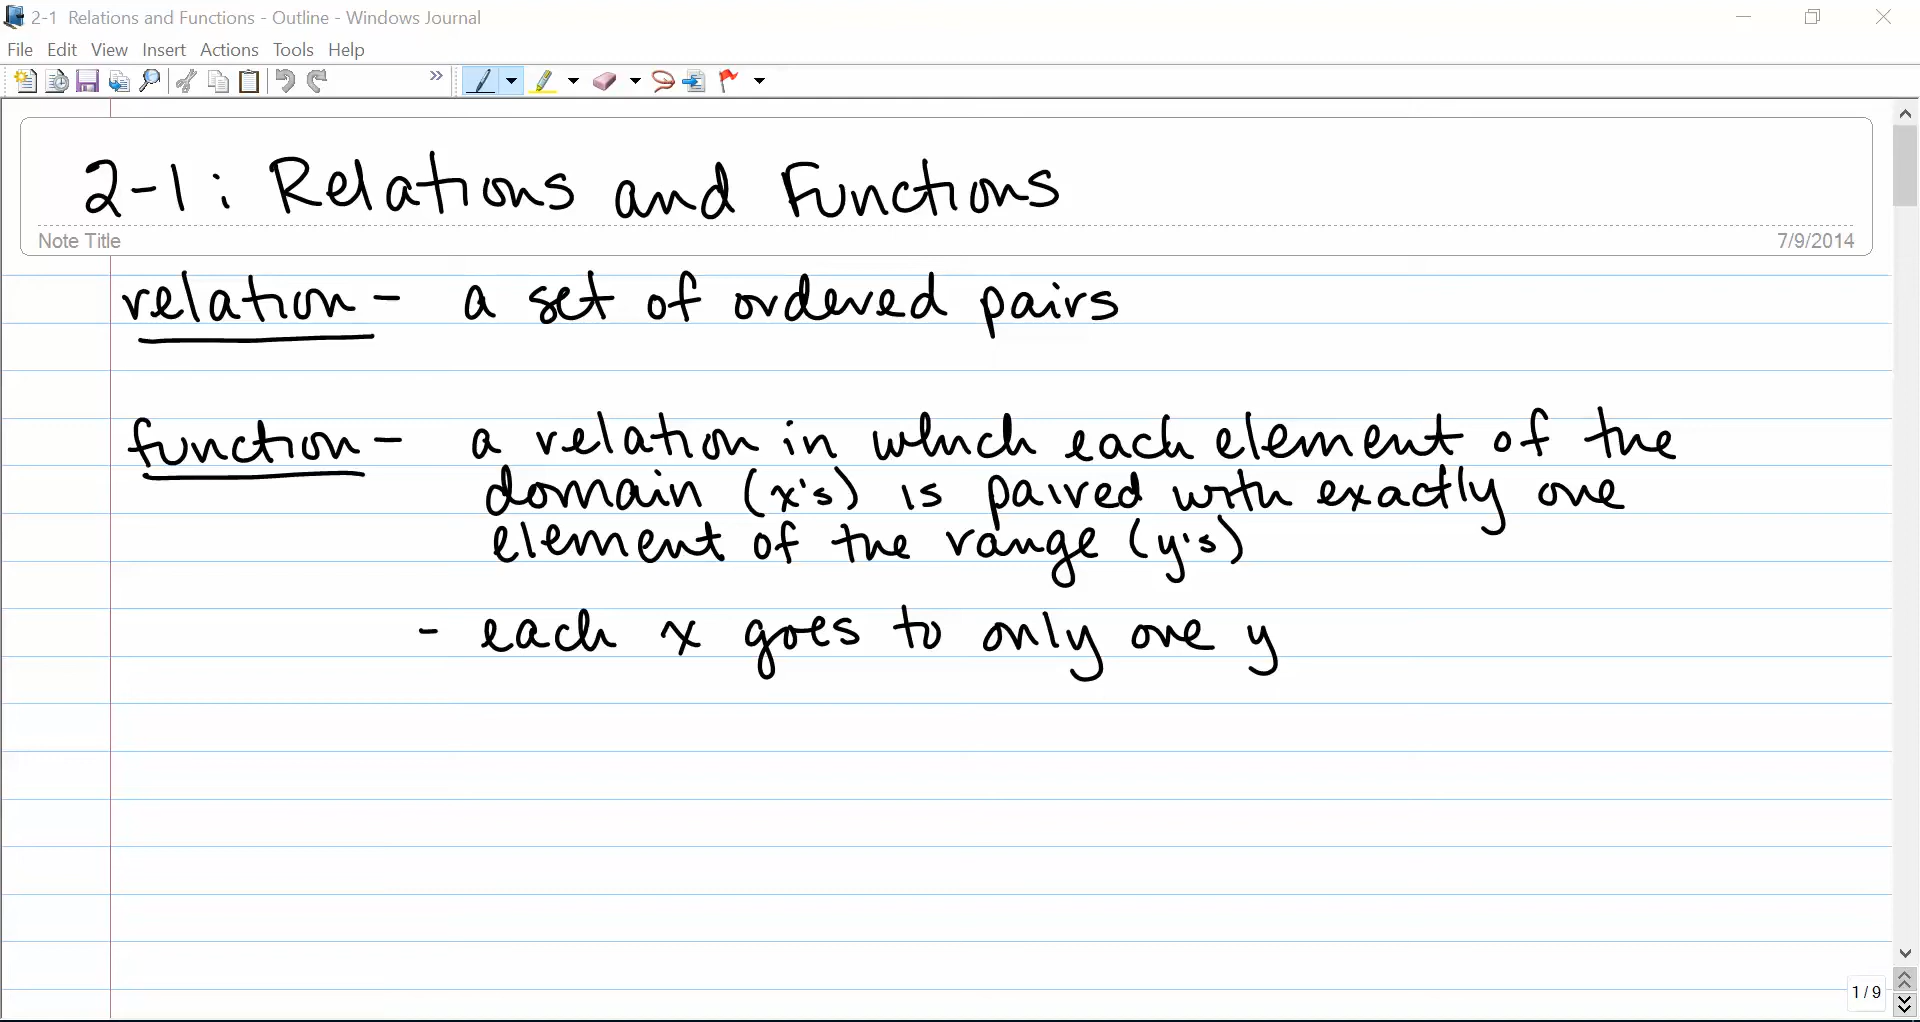 2-1 Relations and Functions - Outline - Windows Journal
File Edit View Insert Actions Tools Help
2-1: Relations and Functions
Note Title 7/9/2014
relation - a set of ordered pairs
function - a relation in which each element of the
domain (x's) is paired with exactly one
element of the range (y's)
- each x goes to only one y
1 / 9